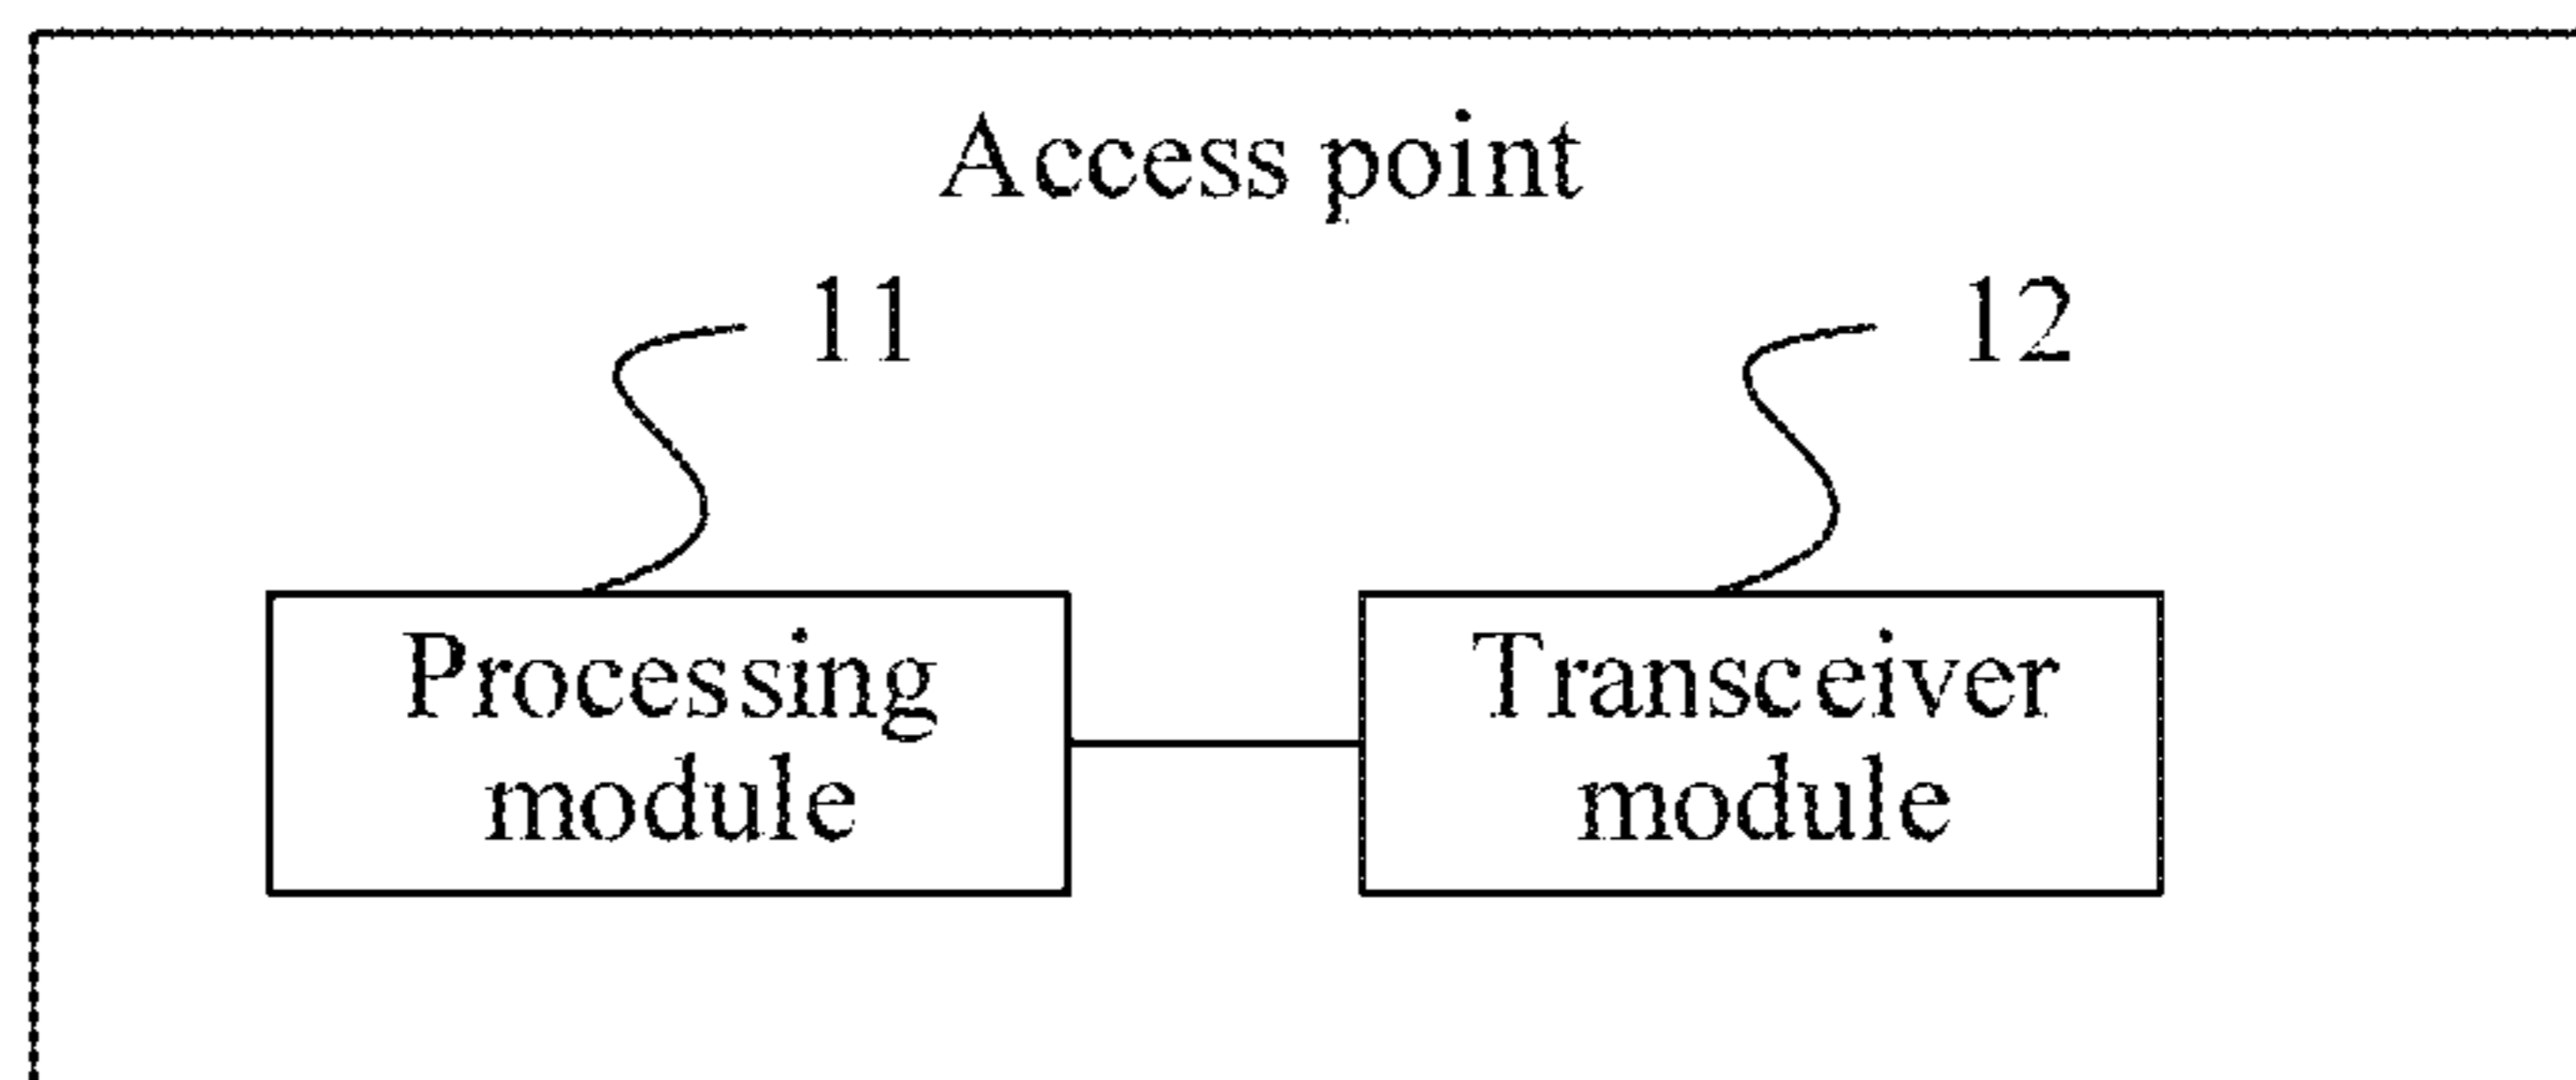 Access point
11
12
Processing
module
Transceiver
module